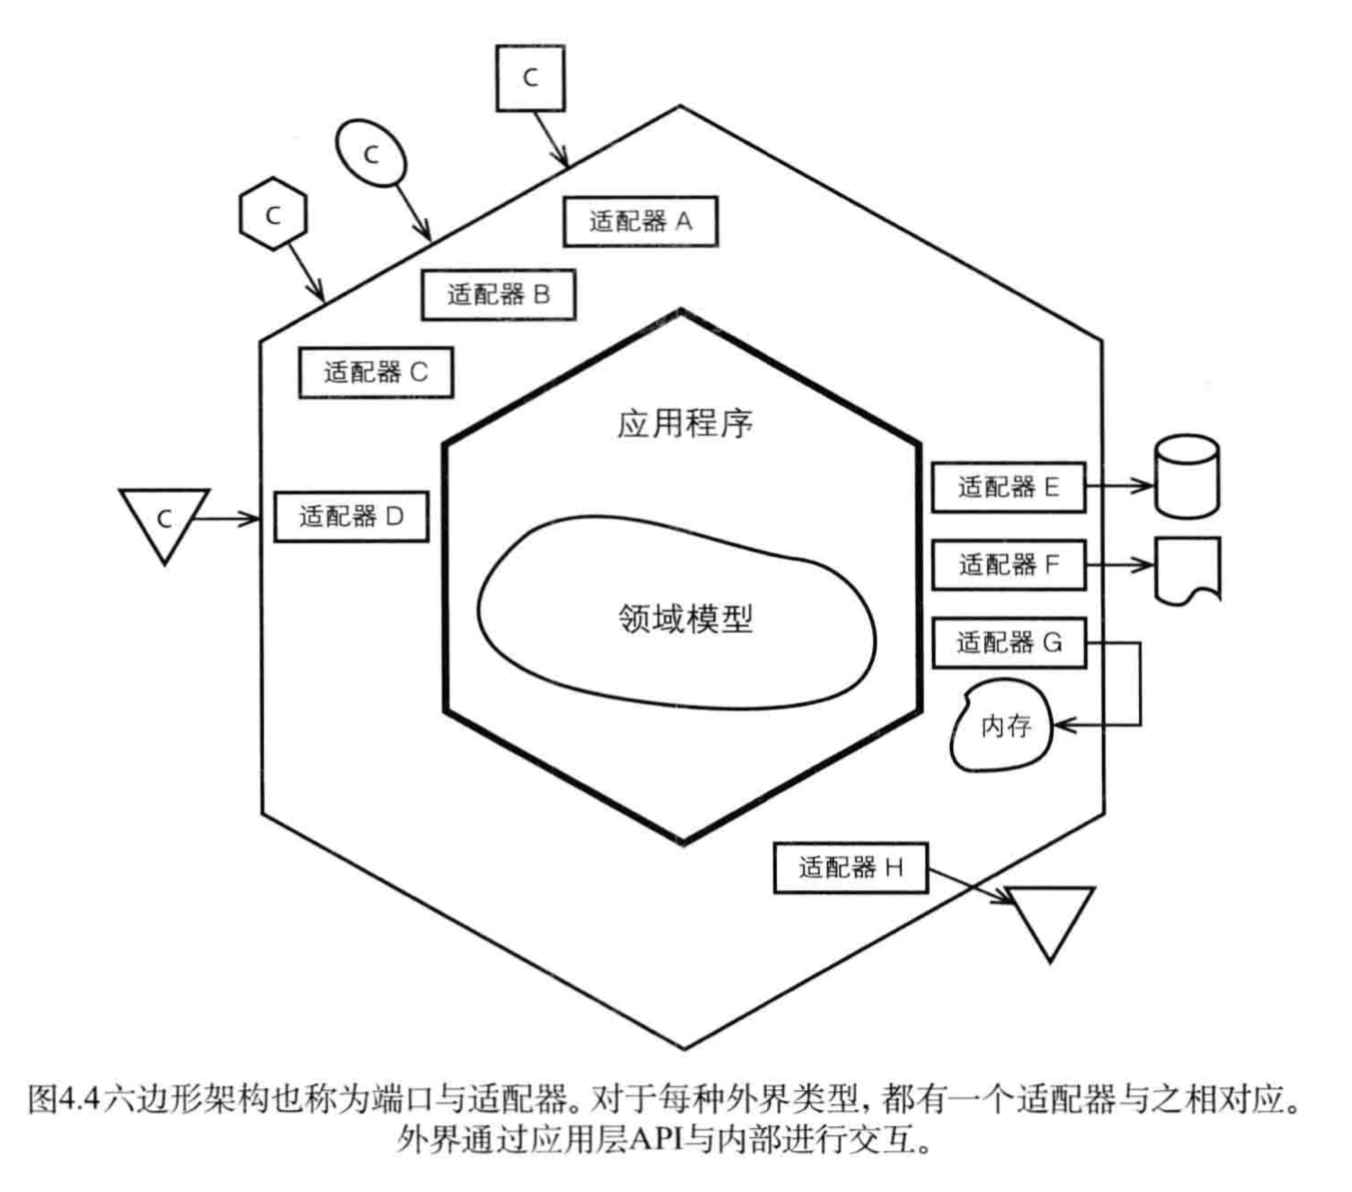 C
C
C
适配器 A
适配器 B
适配器 C
应用程序
C
适配器 D
适配器 E
适配器 F
领域模型
适配器 G
内存
适配器 H
图4.4六边形架构也称为端口与适配器。对于每种外界类型, 都有一个适配器与之相对应。
外界通过应用层API与内部进行交互。